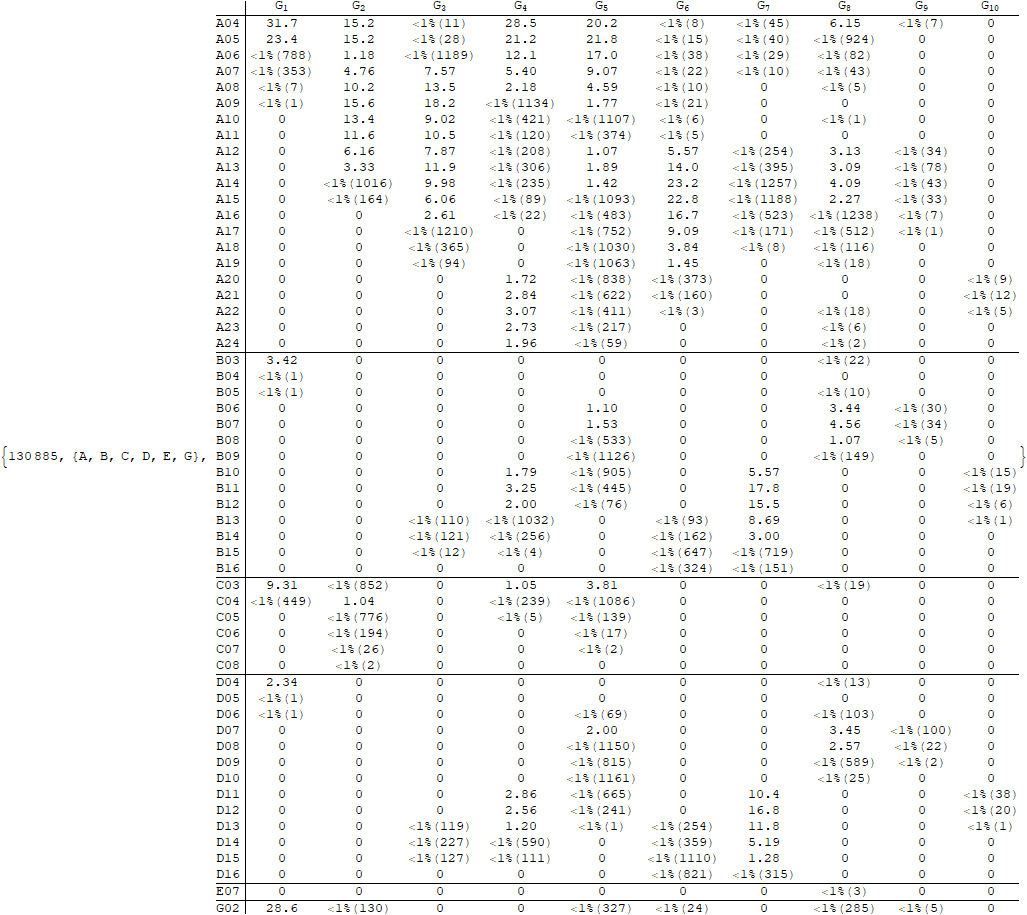 G1 G2 G3 G4 G5 G6 G7 G8 G9 G10
A04 31.7 15.2 <1%(11) 28.5 20.2 <1%(8) <1%(45) 6.15 <1%(7) 0
A05 23.4 15.2 <1%(28) 21.2 21.8 <1%(15) <1%(40) <1%(924) 0 0
A06 <1%(788) 1.18 <1%(1189) 12.1 17.0 <1%(38) <1%(29) <1%(82) 0 0
A07 <1%(353) 4.76 7.57 5.40 9.07 <1%(22) <1%(10) <1%(43) 0 0
A08 <1%(7) 10.2 13.5 2.18 4.59 <1%(10) 0 <1%(5) 0 0
A09 <1%(1) 15.6 18.2 <1%(1134) 1.77 <1%(21) 0 0 0 0
A10 0 13.4 9.02 <1%(421) <1%(1107) <1%(6) 0 <1%(1) 0 0
A11 0 11.6 10.5 <1%(120) <1%(374) <1%(5) 0 0 0 0
A12 0 6.16 7.87 <1%(208) 1.07 5.57 <1%(254) 3.13 <1%(34) 0
A13 0 3.33 11.9 <1%(306) 1.89 14.0 <1%(395) 3.09 <1%(78) 0
A14 0 <1%(1016) 9.98 <1%(235) 1.42 23.2 <1%(1257) 4.09 <1%(43) 0
A15 0 <1%(164) 6.06 <1%(89) <1%(1093) 22.8 <1%(1188) 2.27 <1%(33) 0
A16 0 0 2.61 <1%(22) <1%(483) 16.7 <1%(523) <1%(1238) <1%(7) 0
A17 0 0 <1%(1210) 0 <1%(752) 9.09 <1%(171) <1%(512) <1%(1) 0
A18 0 0 <1%(365) 0 <1%(1030) 3.84 <1%(8) <1%(116) 0 0
A19 0 0 <1%(94) 0 <1%(1063) 1.45 0 <1%(18) 0 0
A20 0 0 0 1.72 <1%(838) <1%(373) 0 0 0 <1%(9)
A21 0 0 0 2.84 <1%(622) <1%(160) 0 0 0 <1%(12)
A22 0 0 0 3.07 <1%(411) <1%(3) 0 <1%(18) 0 <1%(5)
A23 0 0 0 2.73 <1%(217) 0 0 <1%(6) 0 0
A24 0 0 0 1.96 <1%(59) 0 0 <1%(2) 0 0
B03 3.42 0 0 0 0 0 0 <1%(22) 0 0
B04 <1%(1) 0 0 0 0 0 0 0 0 0
B05 <1%(1) 0 0 0 0 0 0 <1%(10) 0 0
B06 0 0 0 0 1.10 0 0 3.44 <1%(30) 0
B07 0 0 0 0 1.53 0 0 4.56 <1%(34) 0
B08 0 0 0 0 <1%(533) 0 0 1.07 <1%(5) 0
{130885, {A, B, C, D, E, G}, B09 0 0 0 0 <1%(1126) 0 0 <1%(149) 0 0 }
B10 0 0 0 1.79 <1%(905) 0 5.57 0 0 <1%(15)
B11 0 0 0 3.25 <1%(445) 0 17.8 0 0 <1%(19)
B12 0 0 0 2.00 <1%(76) 0 15.5 0 0 <1%(6)
B13 0 0 <1%(110) <1%(1032) 0 <1%(93) 8.69 0 0 <1%(1)
B14 0 0 <1%(121) <1%(256) 0 <1%(162) 3.00 0 0 0
B15 0 0 <1%(12) <1%(4) 0 <1%(647) <1%(719) 0 0 0
B16 0 0 0 0 0 <1%(324) <1%(151) 0 0 0
C03 9.31 <1%(852) 0 1.05 3.81 0 0 <1%(19) 0 0
C04 <1%(449) 1.04 0 <1%(239) <1%(1086) 0 0 0 0 0
C05 0 <1%(776) 0 <1%(5) <1%(139) 0 0 0 0 0
C06 0 <1%(194) 0 0 <1%(17) 0 0 0 0 0
C07 0 <1%(26) 0 0 <1%(2) 0 0 0 0 0
C08 0 <1%(2) 0 0 0 0 0 0 0 0
D04 2.34 0 0 0 0 0 0 <1%(13) 0 0
D05 <1%(1) 0 0 0 0 0 0 0 0 0
D06 <1%(1) 0 0 0 <1%(69) 0 0 <1%(103) 0 0
D07 0 0 0 0 2.00 0 0 3.45 <1%(100) 0
D08 0 0 0 0 <1%(1150) 0 0 2.57 <1%(22) 0
D09 0 0 0 0 <1%(815) 0 0 <1%(589) <1%(2) 0
D10 0 0 0 0 <1%(1161) 0 0 <1%(25) 0 0
D11 0 0 0 2.86 <1%(665) 0 10.4 0 0 <1%(38)
D12 0 0 0 2.56 <1%(241) 0 16.8 0 0 <1%(20)
D13 0 0 <1%(119) 1.20 <1%(1) <1%(254) 11.8 0 0 <1%(1)
D14 0 0 <1%(227) <1%(590) 0 <1%(359) 5.19 0 0 0
D15 0 0 <1%(127) <1%(111) 0 <1%(1110) 1.28 0 0 0
D16 0 0 0 0 0 <1%(821) <1%(315) 0 0 0
E07 0 0 0 0 0 0 0 <1%(3) 0 0
G02 28.6 <1%(130) 0 0 <1%(327) <1%(24) 0 <1%(285) <1%(5) 0